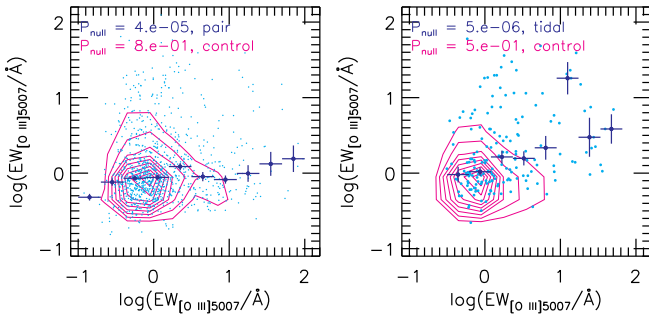 P_null = 4.e-05, pair
P_null = 8.e-01, control
2
1
0
-1
log(EW_[O III]5007/Å)
-1
0
1
2
log(EW_[O III]5007/Å)
P_null = 5.e-06, tidal
P_null = 5.e-01, control
2
1
0
-1
log(EW_[O III]5007/Å)
-1
0
1
2
log(EW_[O III]5007/Å)